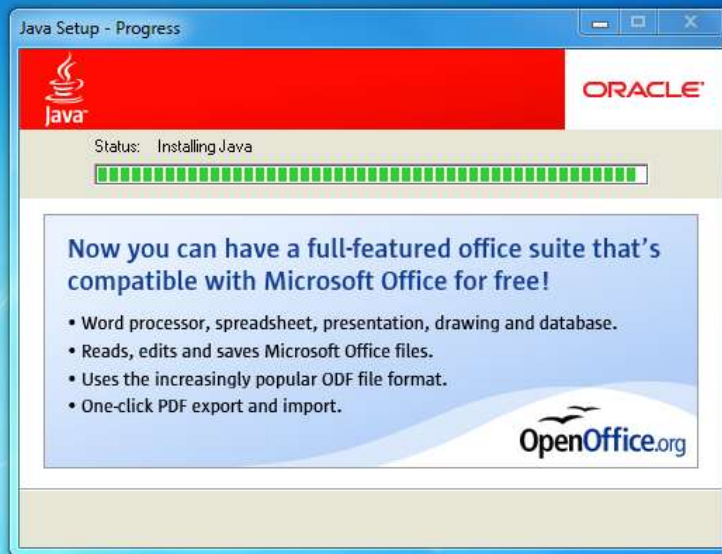 Java Setup - Progress
Java™
ORACLE®
Status: Installing Java
Now you can have a full-featured office suite that's
compatible with Microsoft Office for free!
• Word processor, spreadsheet, presentation, drawing and database.
• Reads, edits and saves Microsoft Office files.
• Uses the increasingly popular ODF file format.
• One-click PDF export and import.
OpenOffice.org